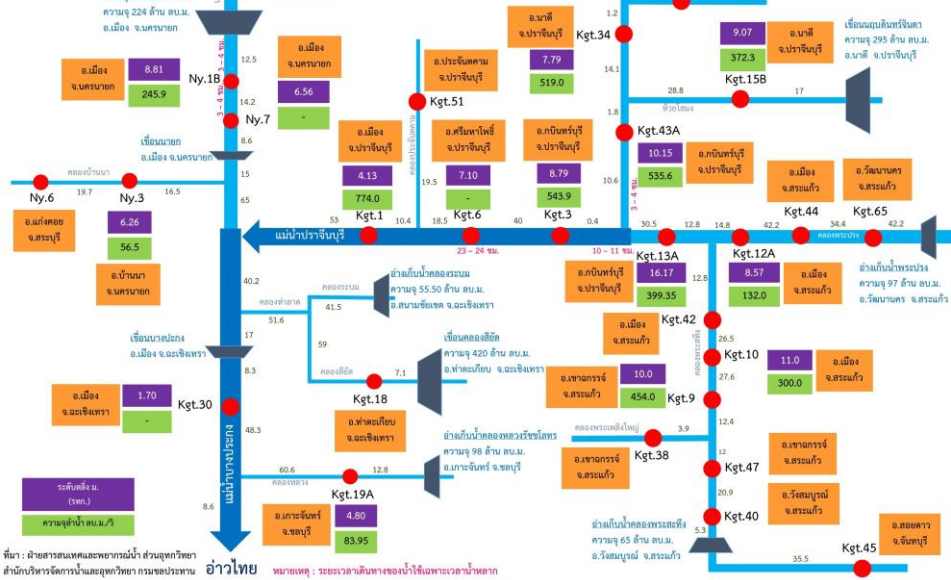 ความจุ 224 ล้าน ลบ.ม.
อ.เมือง จ.นครนายก
3 – 4 ชม.
12.5
อ.เมือง
จ.นครนายก
8.81
245.9
Ny.1B
3 – 4 ชม.
14.2
Ny.7
8.6
อ.เมือง
จ.นครนายก
6.56
-
เขื่อนนายก
อ.เมือง จ.นครนายก
15
65
คลองบ้านนา
19.7
16.5
Ny.6
Ny.3
อ.แก่งคอย
จ.สระบุรี
6.26
56.5
อ.บ้านนา
จ.นครนายก
อ.ประจันตคาม
จ.ปราจีนบุรี
Kgt.51
คลองประจันตคาม
19.5
อ.นาดี
จ.ปราจีนบุรี
7.79
519.0
1.2
Kgt.34
14.1
1.8
Kgt.43A
10.6
3 – 4 ชม.
10.15
535.6
อ.กบินทร์บุรี
จ.ปราจีนบุรี
9.07
372.3
อ.นาดี
จ.ปราจีนบุรี
Kgt.15B
28.8
17
ห้วยโสมง
เขื่อนนฤบดินทรจินดา
ความจุ 295 ล้าน ลบ.ม.
อ.นาดี จ.ปราจีนบุรี
อ.เมือง
จ.ปราจีนบุรี
4.13
774.0
Kgt.1
อ.ศรีมหาโพธิ์
จ.ปราจีนบุรี
7.10
-
Kgt.6
อ.กบินทร์บุรี
จ.ปราจีนบุรี
8.79
543.9
Kgt.3
53
10.4
18.5
40
0.4
แม่น้ำปราจีนบุรี
23 – 24 ชม.
10 – 11 ชม.
30.5
12.8
14.8
42.2
34.4
42.2
อ.เมือง
จ.สระแก้ว
Kgt.44
อ.วัฒนานคร
จ.สระแก้ว
Kgt.65
คลองพระปรง
Kgt.13A
Kgt.12A
อ.กบินทร์บุรี
จ.ปราจีนบุรี
16.17
399.35
12.8
8.57
132.0
อ.เมือง
จ.สระแก้ว
อ่างเก็บน้ำพระปรง
ความจุ 97 ล้าน ลบ.ม.
อ.วัฒนานคร จ.สระแก้ว
40.2
คลองท่าลาด
51.6
คลองระบม
41.5
อ่างเก็บน้ำคลองระบม
ความจุ 55.50 ล้าน ลบ.ม.
อ.สนามชัยเขต จ.ฉะเชิงเทรา
59
คลองสียัด
7.1
Kgt.18
เขื่อนคลองสียัด
ความจุ 420 ล้าน ลบ.ม.
อ.ท่าตะเกียบ จ.ฉะเชิงเทรา
อ.ท่าตะเกียบ
จ.ฉะเชิงเทรา
17
เขื่อนบางปะกง
อ.เมือง จ.ฉะเชิงเทรา
8.3
อ.เมือง
จ.ฉะเชิงเทรา
1.70
-
Kgt.30
48.3
แม่น้ำบางปะกง
อ.เมือง
จ.สระแก้ว
Kgt.42
26.5
คลองพระสทึง
Kgt.10
11.0
300.0
อ.เมือง
จ.สระแก้ว
27.6
อ.เขาฉกรรจ์
จ.สระแก้ว
10.0
454.0
Kgt.9
12.4
คลองพระเพลิงใหญ่
3.9
Kgt.38
อ.เขาฉกรรจ์
จ.สระแก้ว
12
Kgt.47
อ.เขาฉกรรจ์
จ.สระแก้ว
20.9
Kgt.40
อ.วังสมบูรณ์
จ.สระแก้ว
5.3
อ่างเก็บน้ำคลองพระสทึง
ความจุ 65 ล้าน ลบ.ม.
อ.วังสมบูรณ์ จ.สระแก้ว
35.5
Kgt.45
อ.สอยดาว
จ.จันทบุรี
60.6
12.8
คลองหลวง
Kgt.19A
อ่างเก็บน้ำคลองหลวงรัชชโลทร
ความจุ 98 ล้าน ลบ.ม.
อ.เกาะจันทร์ จ.ชลบุรี
อ.เกาะจันทร์
จ.ชลบุรี
4.80
83.95
ระดับตลิ่ง ม.
(รทก.)
ความจุลำน้ำ ลบ.ม./วิ
8.6
ที่มา : ฝ่ายสารสนเทศและพยากรณ์น้ำ ส่วนอุทกวิทยา
สำนักบริหารจัดการน้ำและอุทกวิทยา กรมชลประทาน
อ่าวไทย
หมายเหตุ : ระยะเวลาเดินทางของน้ำใช้เฉพาะเวลาน้ำหลาก